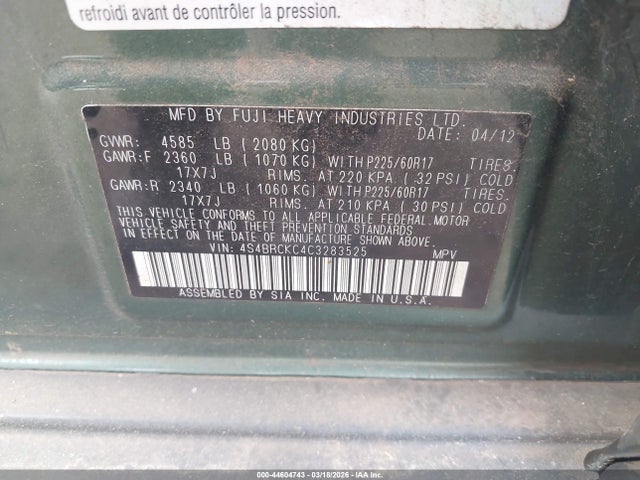 refroidi avant de contrôler la pression.
MFD BY FUJI HEAVY INDUSTRIES LTD.
DATE: 04/12
GVWR: 4585 LB ( 2080 KG)
GAWR:F 2360 LB ( 1070 KG) WITH P225/60R17 TIRES.
17X7J RIMS. AT 220 KPA ( 32 PSI) COLD
GAWR:R 2340 LB ( 1060 KG) WITH P225/60R17 TIRES.
17X7J RIMS. AT 210 KPA ( 30 PSI) COLD
THIS VEHICLE CONFORMS TO ALL APPLICABLE FEDERAL MOTOR
VEHICLE SAFETY AND THEFT PREVENTION STANDARDS IN EFFECT
ON THE DATE OF MANUFACTURE SHOWN ABOVE.
VIN: 4S4BRCKC4C3283525 MPV
ASSEMBLED BY SIA INC. MADE IN U.S.A.
000-44604743 | 03/18/2026 - COPYRIGHT IAA, LLC